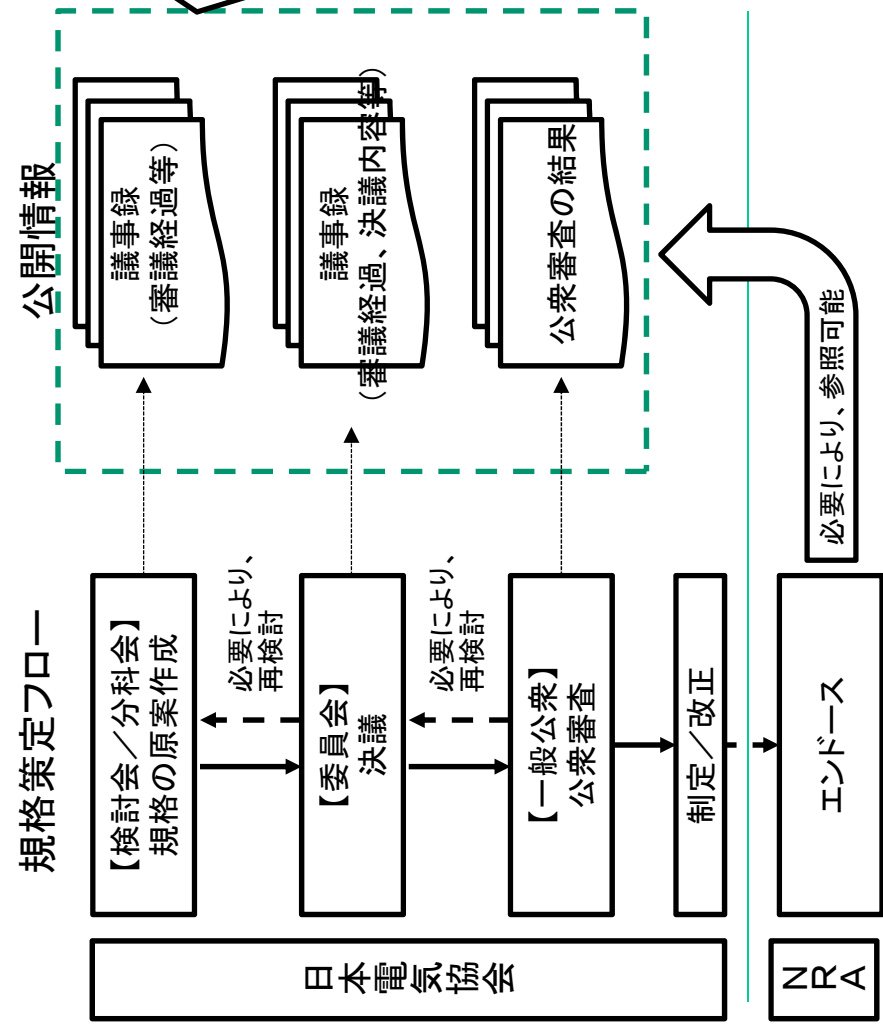 規格策定フロー
公開情報
日本電気協会
【検討会／分科会】
規格の原案作成
議事録
（審議経過等）
必要により、
再検討
【委員会】
決議
議事録
（審議経過、決議内容等）
必要により、
再検討
【一般公衆】
公衆審査
公衆審査の結果
制定／改正
NRA
エンドース
必要により、参照可能